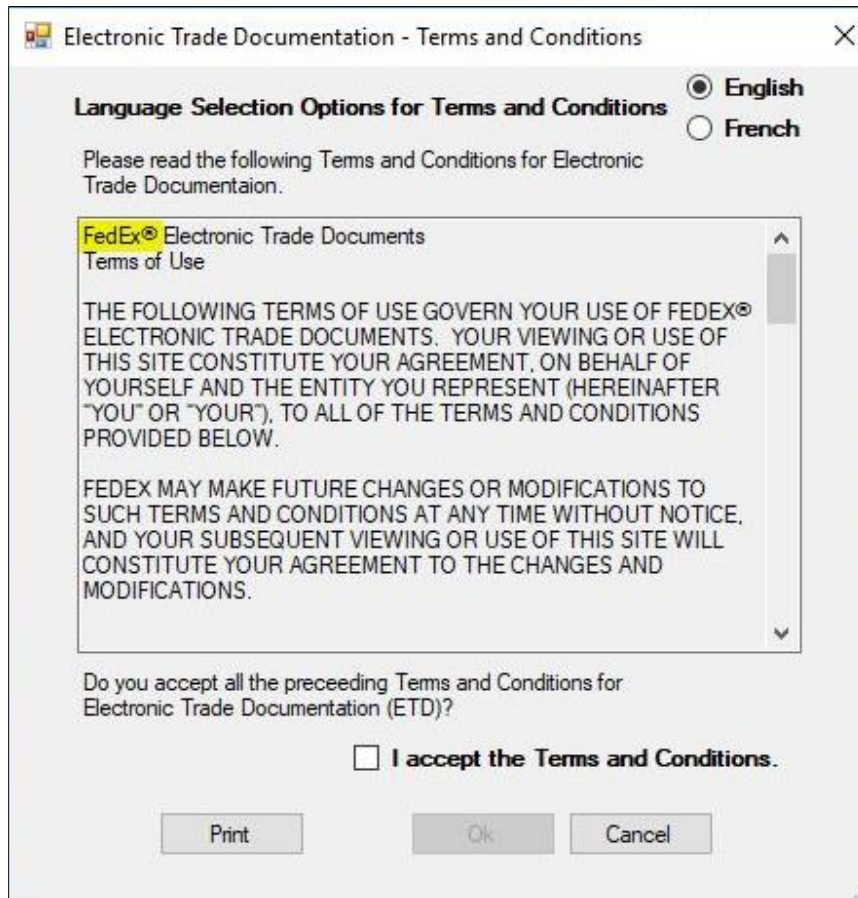 Electronic Trade Documentation - Terms and Conditions
Language Selection Options for Terms and Conditions
English
French
Please read the following Terms and Conditions for Electronic
Trade Documentaion.
FedEx® Electronic Trade Documents
Terms of Use
THE FOLLOWING TERMS OF USE GOVERN YOUR USE OF FEDEX®
ELECTRONIC TRADE DOCUMENTS. YOUR VIEWING OR USE OF
THIS SITE CONSTITUTE YOUR AGREEMENT, ON BEHALF OF
YOURSELF AND THE ENTITY YOU REPRESENT (HEREINAFTER
"YOU" OR "YOUR"), TO ALL OF THE TERMS AND CONDITIONS
PROVIDED BELOW.
FEDEX MAY MAKE FUTURE CHANGES OR MODIFICATIONS TO
SUCH TERMS AND CONDITIONS AT ANY TIME WITHOUT NOTICE,
AND YOUR SUBSEQUENT VIEWING OR USE OF THIS SITE WILL
CONSTITUTE YOUR AGREEMENT TO THE CHANGES AND
MODIFICATIONS.
Do you accept all the preceeding Terms and Conditions for
Electronic Trade Documentation (ETD)?
I accept the Terms and Conditions.
Print Ok Cancel